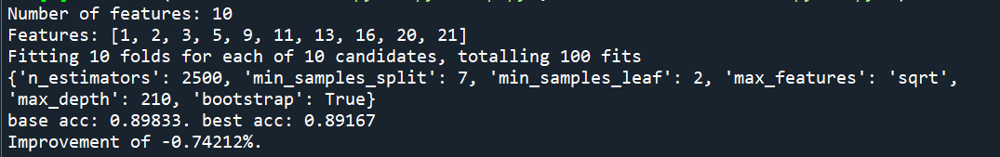 Number of features: 10
Features: [1, 2, 3, 5, 9, 11, 13, 16, 20, 21]
Fitting 10 folds for each of 10 candidates, totalling 100 fits
{'n_estimators': 2500, 'min_samples_split': 7, 'min_samples_leaf': 2, 'max_features': 'sqrt',
'max_depth': 210, 'bootstrap': True}
base acc: 0.89833. best acc: 0.89167
Improvement of -0.74212%.